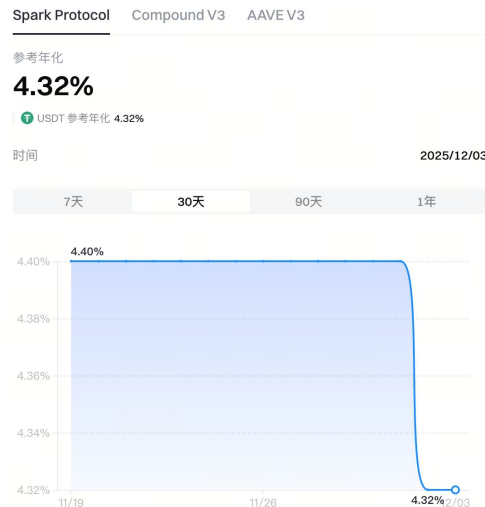 Spark Protocol Compound V3 AAVE V3
参考年化
4.32%
USDT 参考年化 4.32%
时间 2025/12/03
7天 30天 90天 1年
4.40%
4.40%
4.38%
4.36%
4.34%
4.32%
4.32%
11/19 11/26 12/03